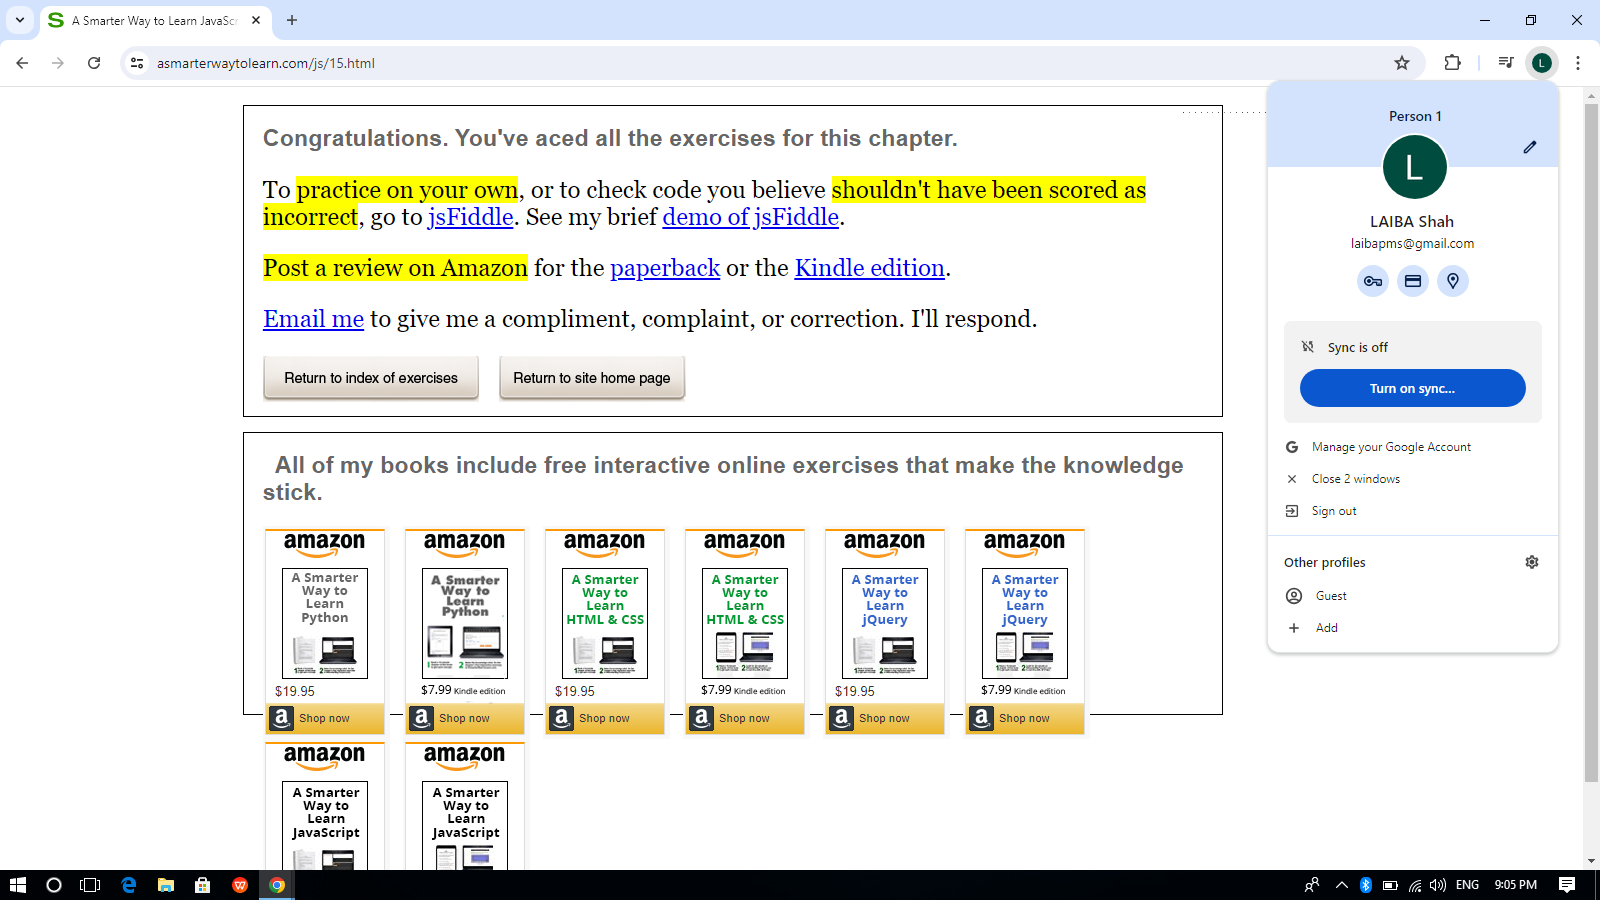 A Smarter Way to Learn JavaSc
asmarterwaytolearn.com/js/15.html
L
Congratulations. You've aced all the exercises for this chapter.
To practice on your own, or to check code you believe shouldn't have been scored as
incorrect, go to jsFiddle. See my brief demo of jsFiddle.
Post a review on Amazon for the paperback or the Kindle edition.
Email me to give me a compliment, complaint, or correction. I'll respond.
Return to index of exercises
Return to site home page
All of my books include free interactive online exercises that make the knowledge
stick.
amazon
A Smarter
Way to
Learn
Python
$19.95
Shop now
amazon
A Smarter
Way to
Learn
Python
$7.99 Kindle edition
Shop now
amazon
A Smarter
Way to
Learn
HTML & CSS
$19.95
Shop now
amazon
A Smarter
Way to
Learn
HTML & CSS
$7.99 Kindle edition
Shop now
amazon
A Smarter
Way to
Learn
jQuery
$19.95
Shop now
amazon
A Smarter
Way to
Learn
jQuery
$7.99 Kindle edition
Shop now
amazon
A Smarter
Way to
Learn
JavaScript
amazon
A Smarter
Way to
Learn
JavaScript
Person 1
L
LAIBA Shah
laibapms@gmail.com
Sync is off
Turn on sync...
Manage your Google Account
Close 2 windows
Sign out
Other profiles
Guest
Add
ENG
9:05 PM